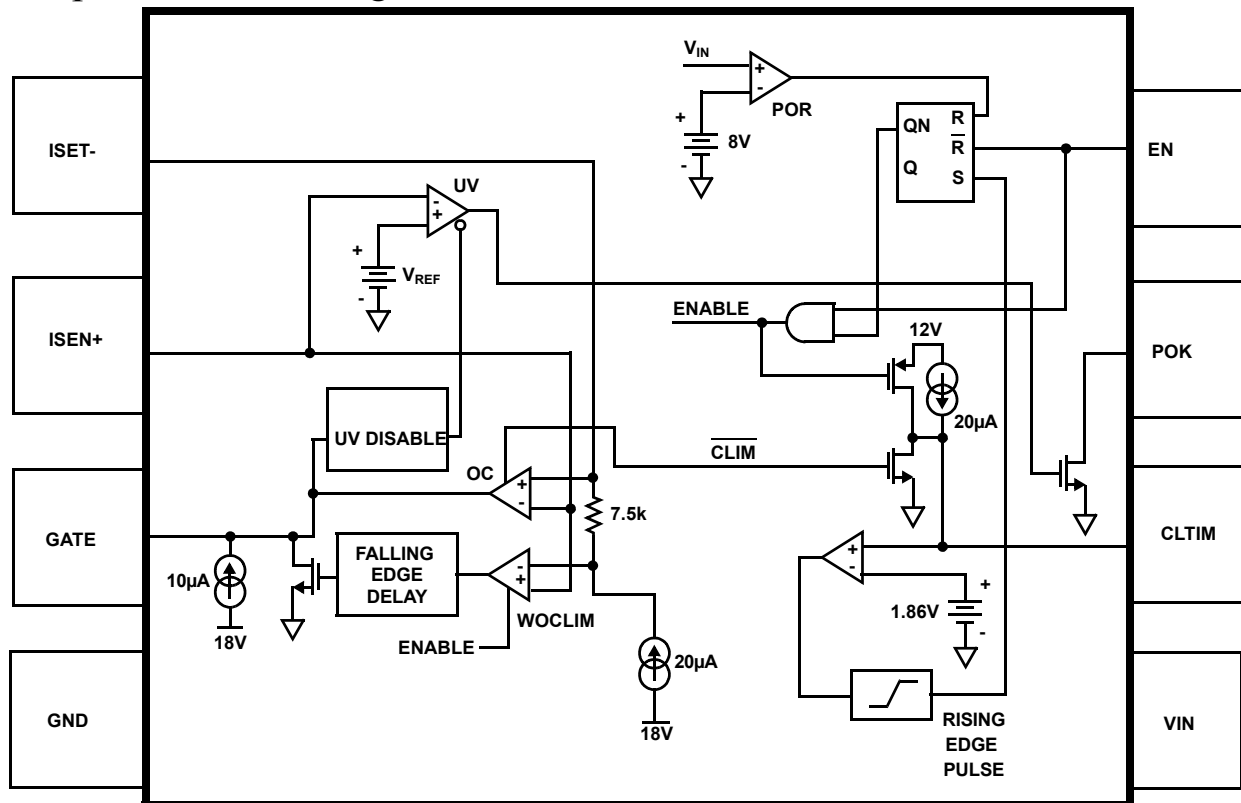 V_IN
+
-
POR
+
8V
-
QN
R
R̅
Q
S
ISET-
EN
UV
-
+
+
V_REF
-
ENABLE
12V
ISEN+
POK
20µA
UV DISABLE
C̅L̅I̅M̅
OC
+
-
7.5k
GATE
CLTIM
FALLING
EDGE
DELAY
10µA
18V
-
+
WOCLIM
ENABLE
+
-
+
1.86V
-
20µA
18V
GND
VIN
RISING
EDGE
PULSE